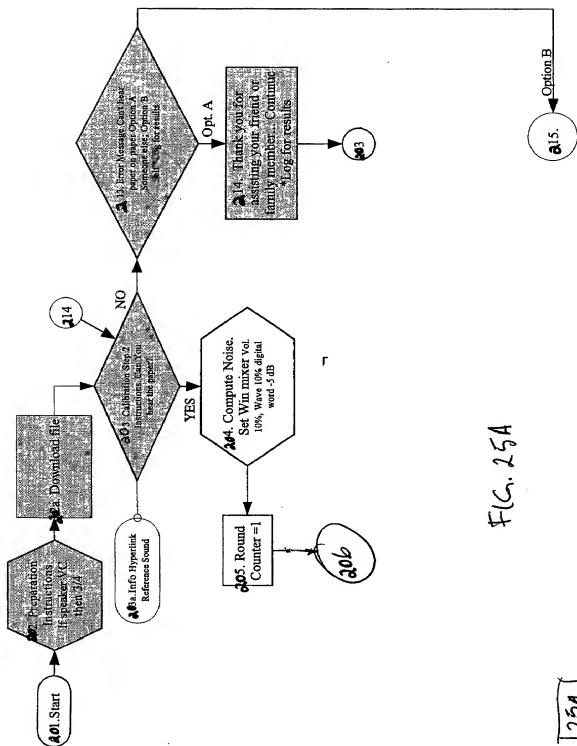 201.Start
202. Preparation
Instructions
If speaker VC
then 3/4
202a. Download file
214
203 Calibration Step 2
Instructions. Can You
hear the paper?
203a.Info Hyperlink
Reference Sound
NO
YES
204. Compute Noise.
Set Win mixer Vol.
10%, Wave 10% digital
word -5 dB
205. Round
Counter =1
206
213. Error Message Can't hear
paper on paper Option A
Someone else; Option B
for results
Opt. A
214. Thank you for
assisting your friend or
family member... Continue
*Log for results
203
Option B
215.
FIG. 25A
25A